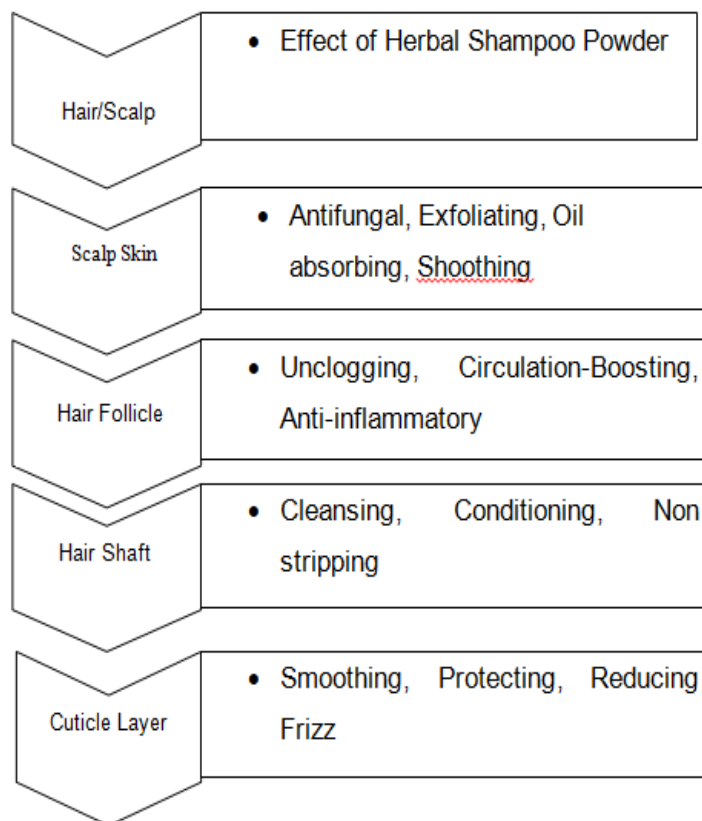 Hair/Scalp
• Effect of Herbal Shampoo Powder
Scalp Skin
• Antifungal, Exfoliating, Oil
absorbing, Shoothing
Hair Follicle
• Unclogging, Circulation-Boosting,
Anti-inflammatory
Hair Shaft
• Cleansing, Conditioning, Non
stripping
Cuticle Layer
• Smoothing, Protecting, Reducing
Frizz